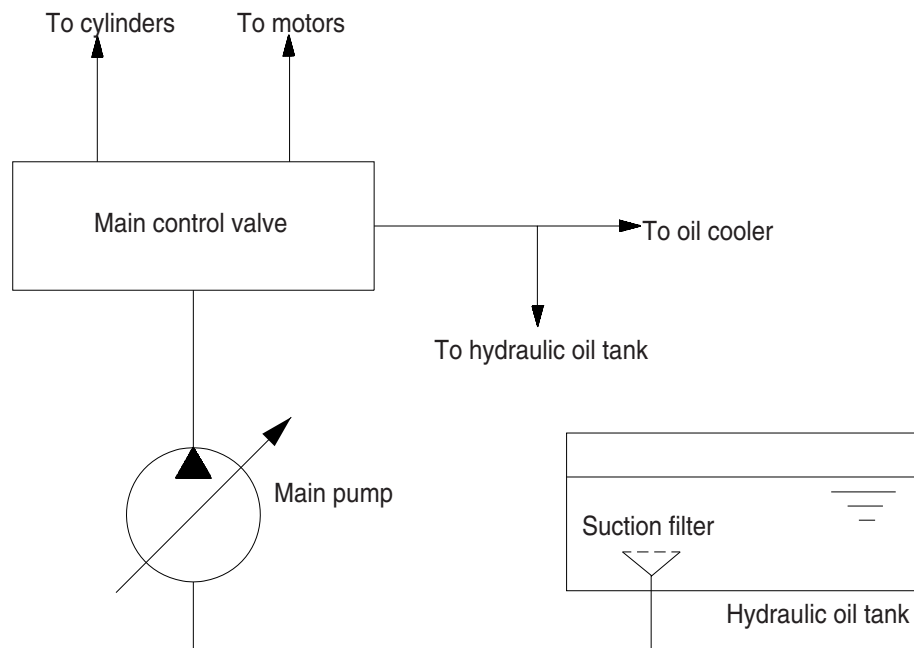 To cylinders
To motors
Main control valve
To oil cooler
To hydraulic oil tank
Main pump
Suction filter
Hydraulic oil tank